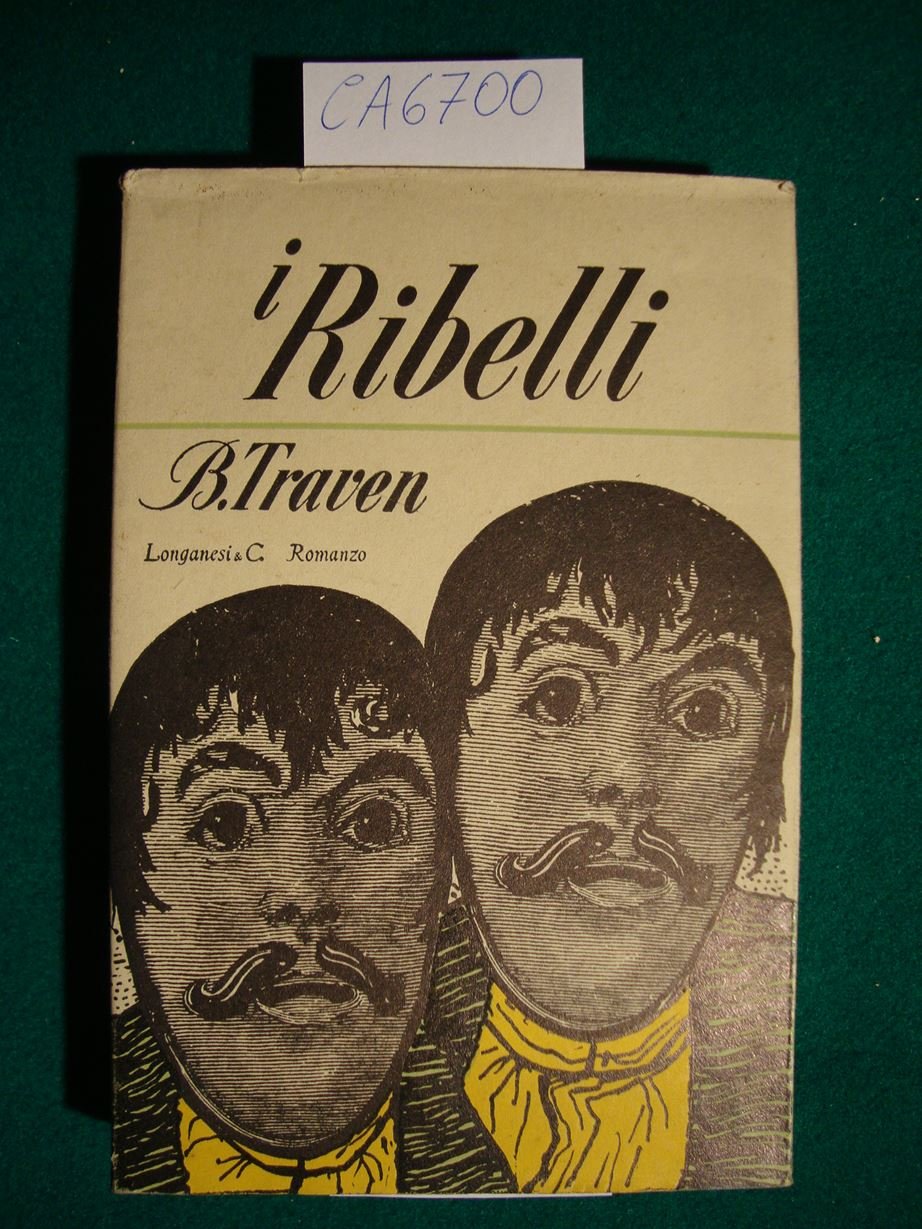 CA6700
i Ribelli
B. Traven
Longanesi & C. Romanzo